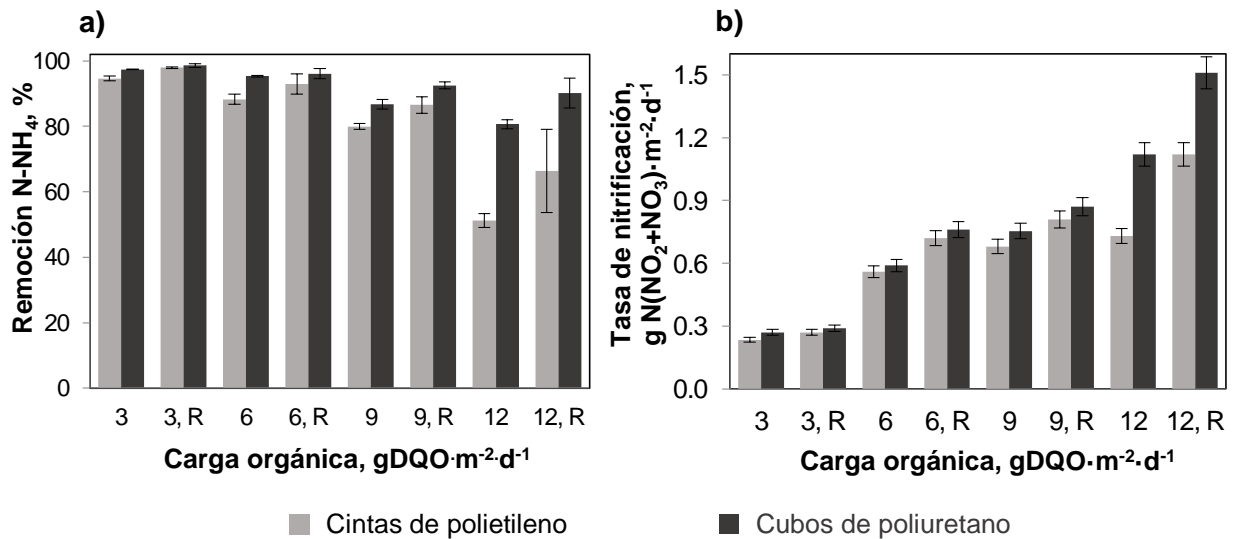 a)
Remoción N-NH4, %
100
80
60
40
20
0
3 3, R 6 6, R 9 9, R 12 12, R
Carga orgánica, gDQO·m-2·d-1
b)
Tasa de nitrificación,
g N(NO2+NO3)·m-2·d-1
1.5
1.2
0.9
0.6
0.3
0.0
3 3, R 6 6, R 9 9, R 12 12, R
Carga orgánica, gDQO·m-2·d-1
Cintas de polietileno
Cubos de poliuretano